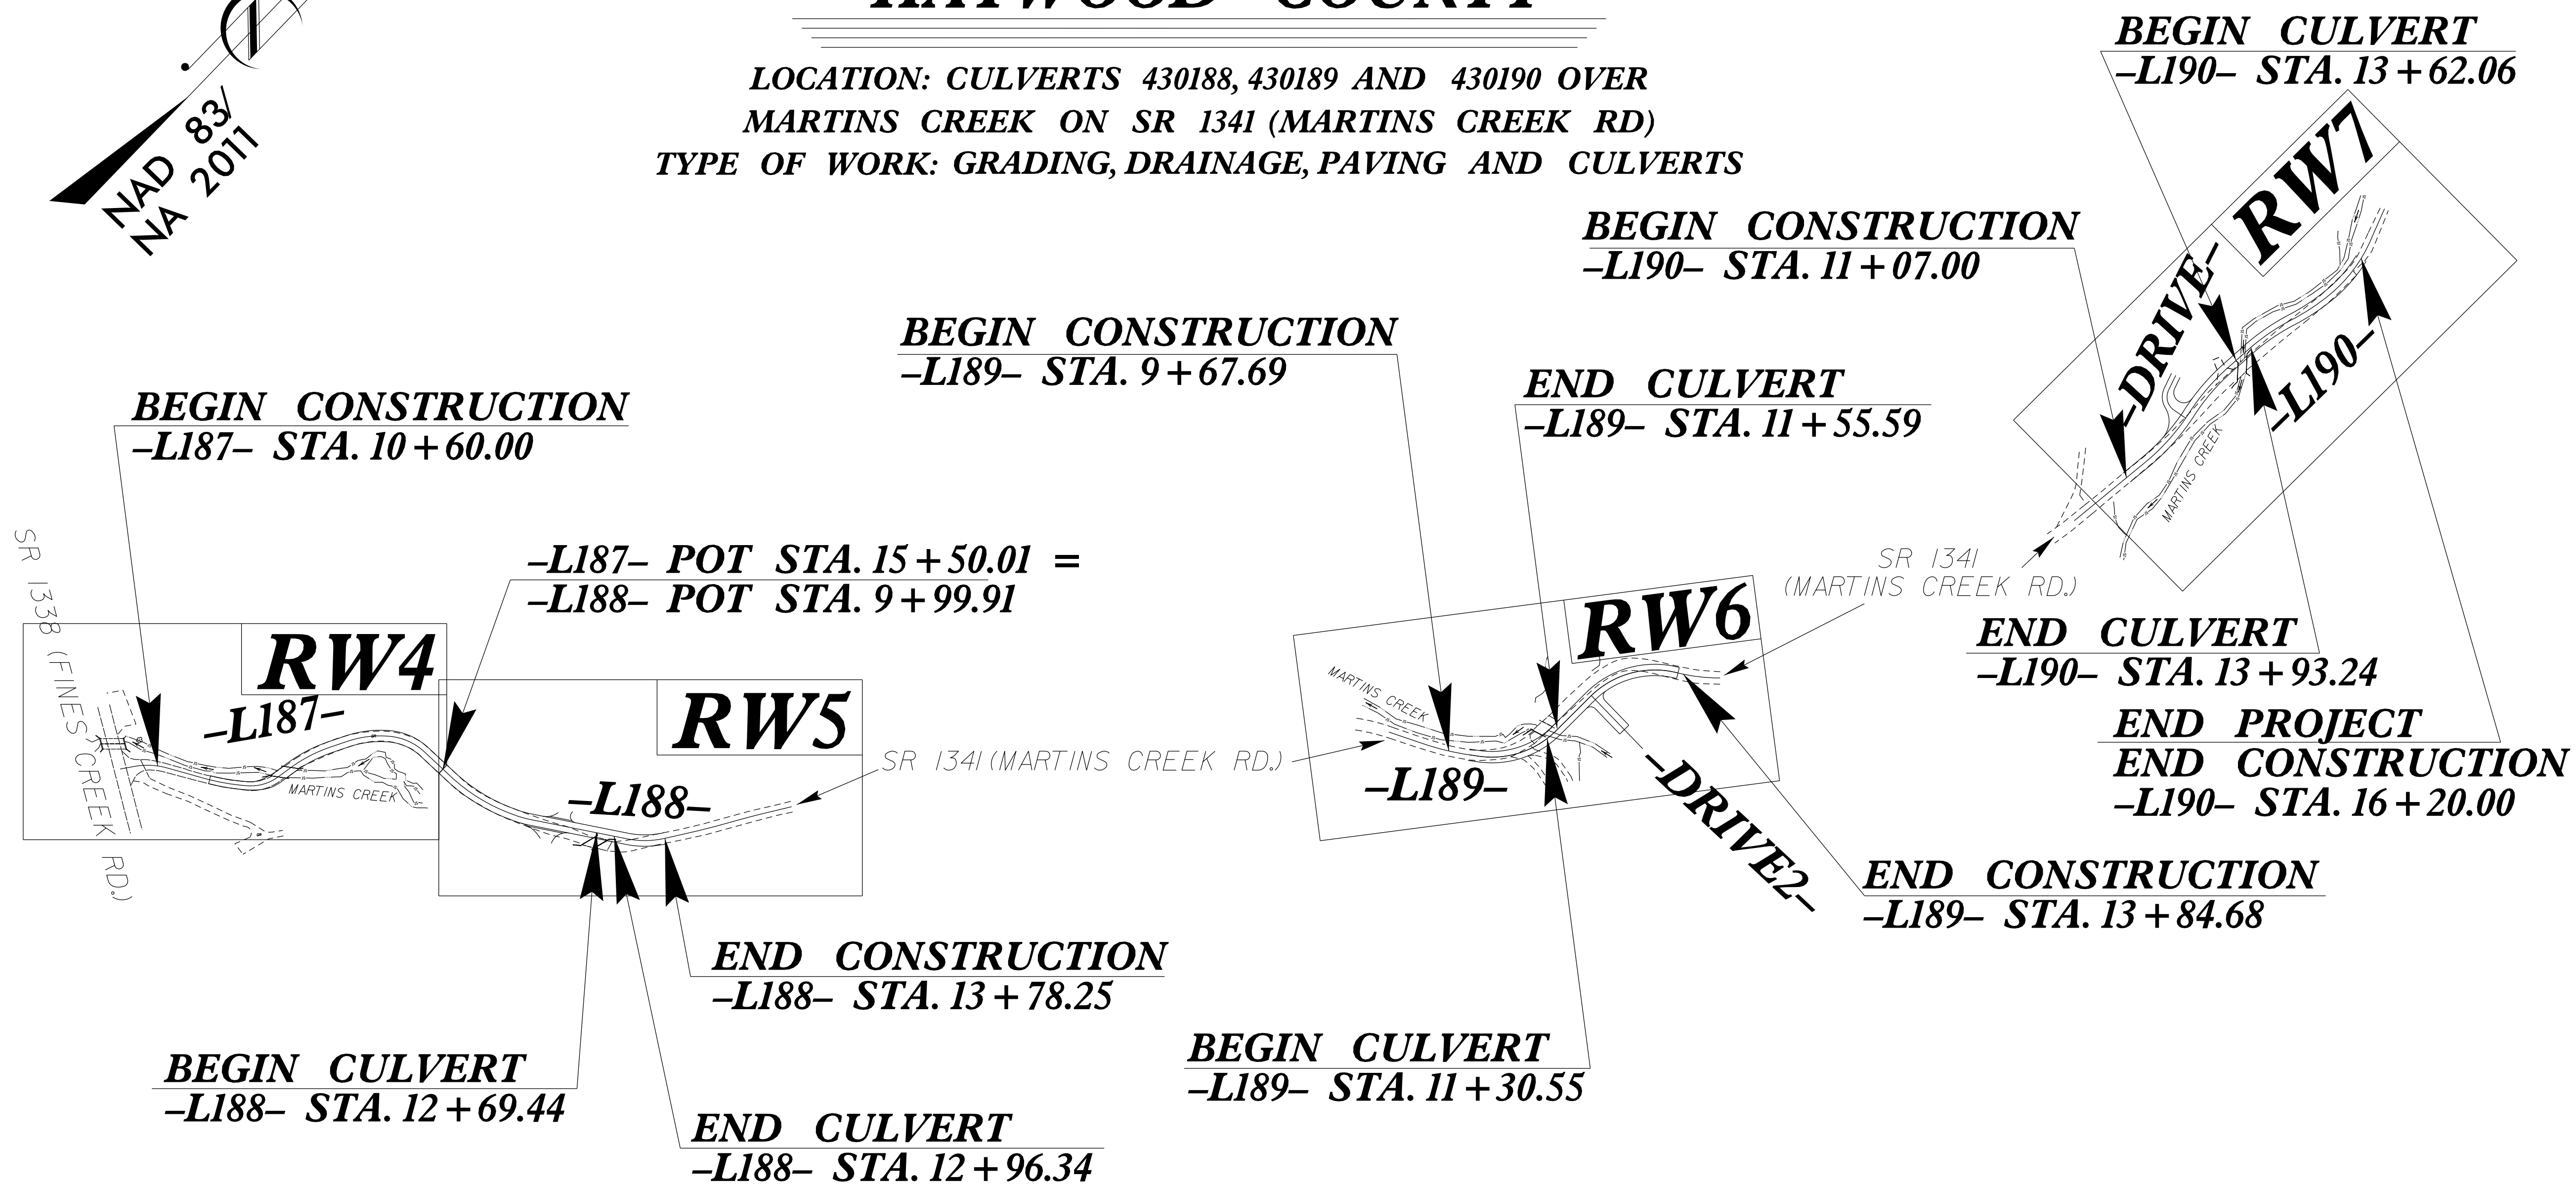 HAYWOOD COUNTY
LOCATION: CULVERTS 430188, 430189 AND 430190 OVER
MARTINS CREEK ON SR 1341 (MARTINS CREEK RD)
TYPE OF WORK: GRADING, DRAINAGE, PAVING AND CULVERTS
NAD 83/
NA 2011
BEGIN CULVERT
-L190- STA. 13+62.06
RW7
-DRIVE-
-L190-
MARTINS CREEK
BEGIN CONSTRUCTION
-L190- STA. 11+07.00
BEGIN CONSTRUCTION
-L189- STA. 9+67.69
END CULVERT
-L189- STA. 11+55.59
BEGIN CONSTRUCTION
-L187- STA. 10+60.00
-L187- POT STA. 15+50.01 =
-L188- POT STA. 9+99.91
SR 1338 (FINES CREEK RD.)
RW4
-L187-
MARTINS CREEK
RW5
-L188-
SR 1341 (MARTINS CREEK RD.)
RW6
MARTINS CREEK
-L189-
-DRIVE2-
SR 1341
(MARTINS CREEK RD.)
END CULVERT
-L190- STA. 13+93.24
END PROJECT
END CONSTRUCTION
-L190- STA. 16+20.00
END CONSTRUCTION
-L189- STA. 13+84.68
END CONSTRUCTION
-L188- STA. 13+78.25
BEGIN CULVERT
-L189- STA. 11+30.55
BEGIN CULVERT
-L188- STA. 12+69.44
END CULVERT
-L188- STA. 12+96.34